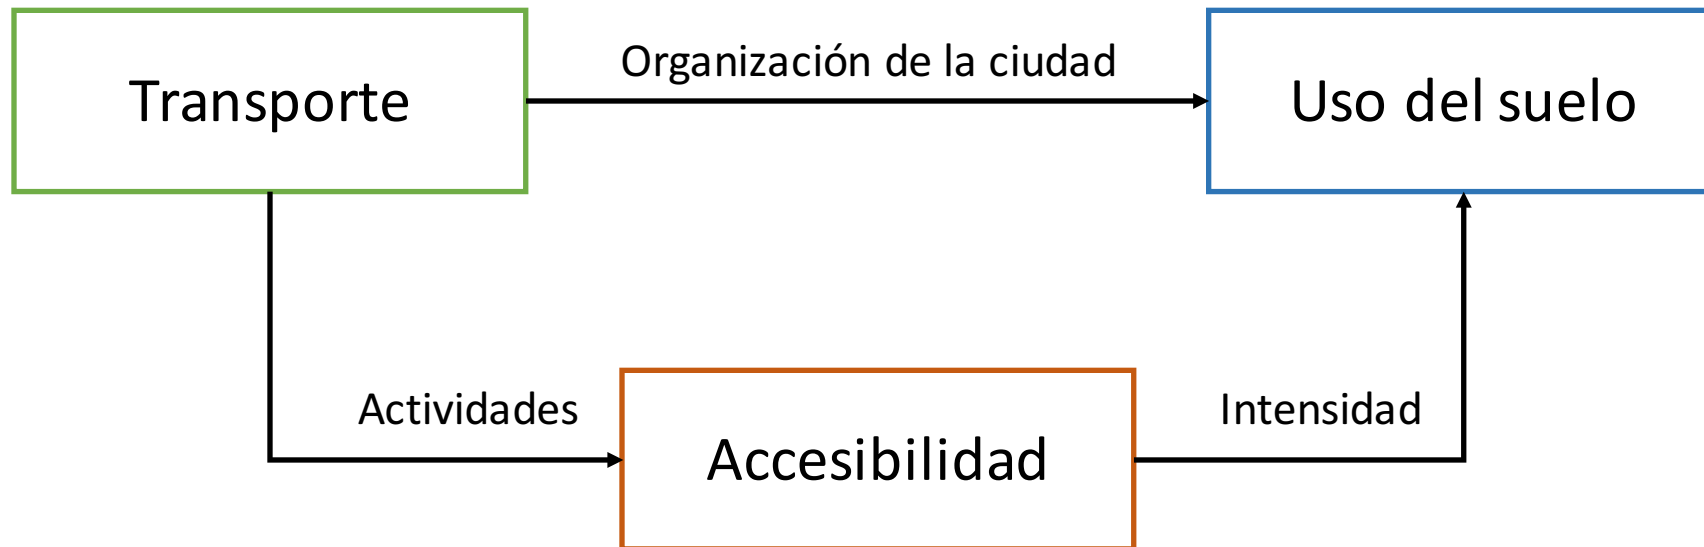 Organización de la ciudad
Transporte
Uso del suelo
Actividades
Intensidad
Accesibilidad